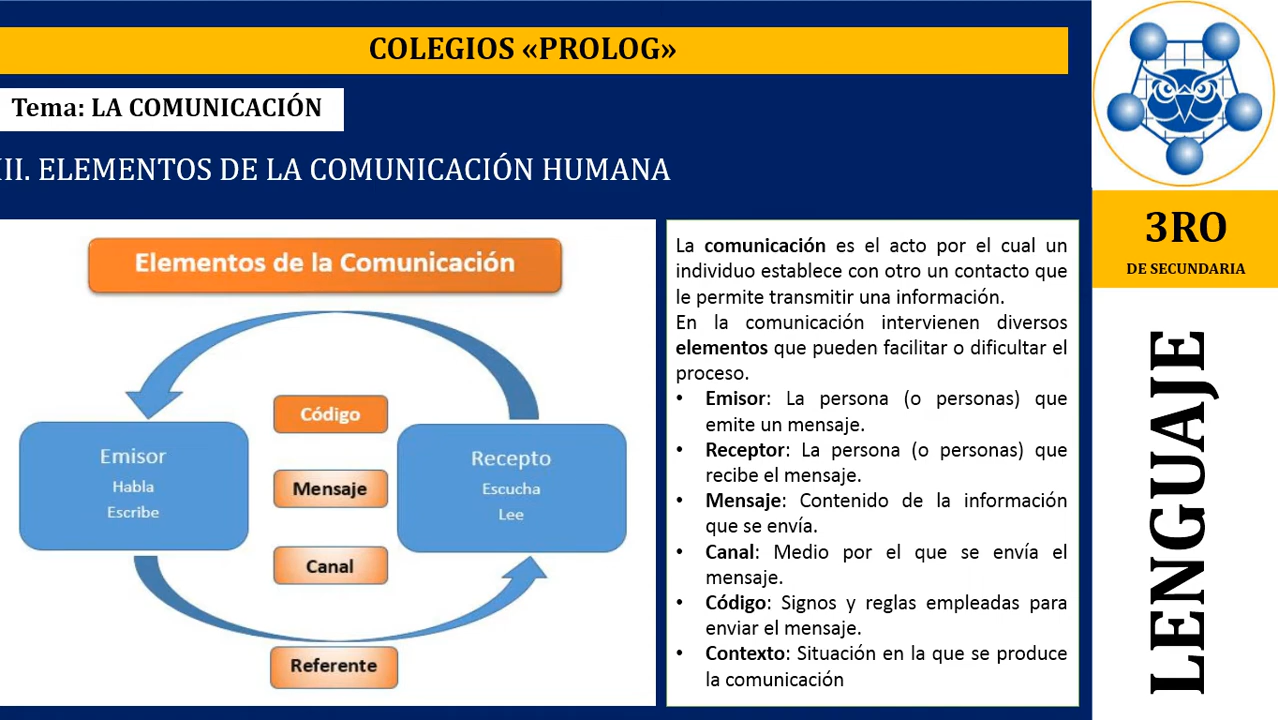 COLEGIOS «PROLOG»
Tema: LA COMUNICACIÓN
III. ELEMENTOS DE LA COMUNICACIÓN HUMANA
Elementos de la Comunicación
Emisor
Habla
Escribe
Código
Mensaje
Canal
Recepto
Escucha
Lee
Referente
La comunicación es el acto por el cual un
individuo establece con otro un contacto que
le permite transmitir una información.
En la comunicación intervienen diversos
elementos que pueden facilitar o dificultar el
proceso.
• Emisor: La persona (o personas) que
emite un mensaje.
• Receptor: La persona (o personas) que
recibe el mensaje.
• Mensaje: Contenido de la información
que se envía.
• Canal: Medio por el que se envía el
mensaje.
• Código: Signos y reglas empleadas para
enviar el mensaje.
• Contexto: Situación en la que se produce
la comunicación
3RO
DE SECUNDARIA
LENGUAJE